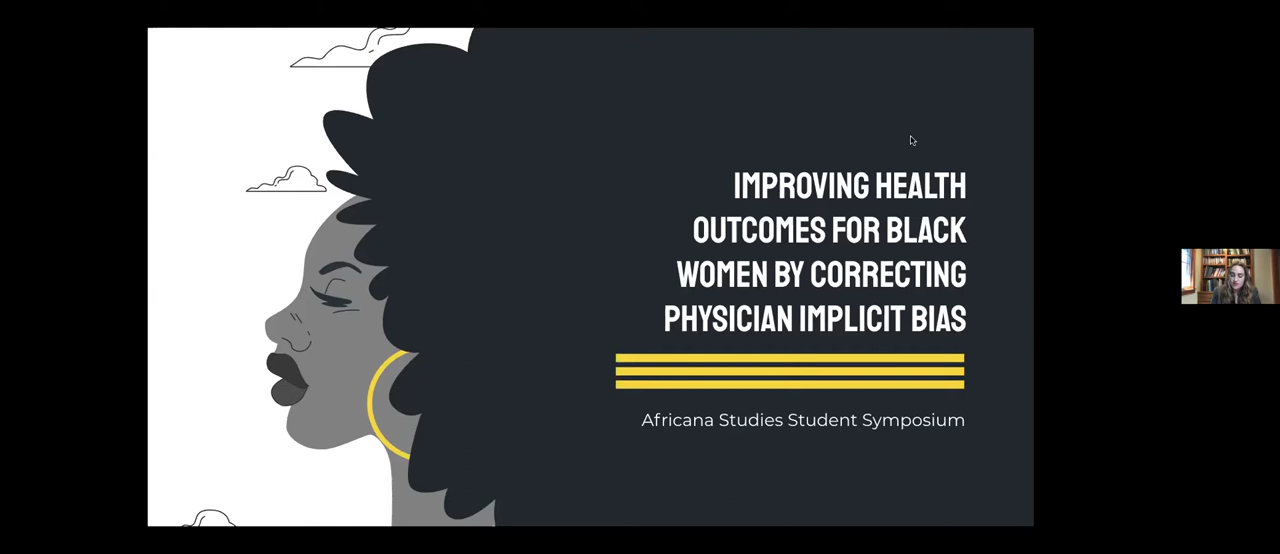 IMPROVING HEALTH
OUTCOMES FOR BLACK
WOMEN BY CORRECTING
PHYSICIAN IMPLICIT BIAS
Africana Studies Student Symposium